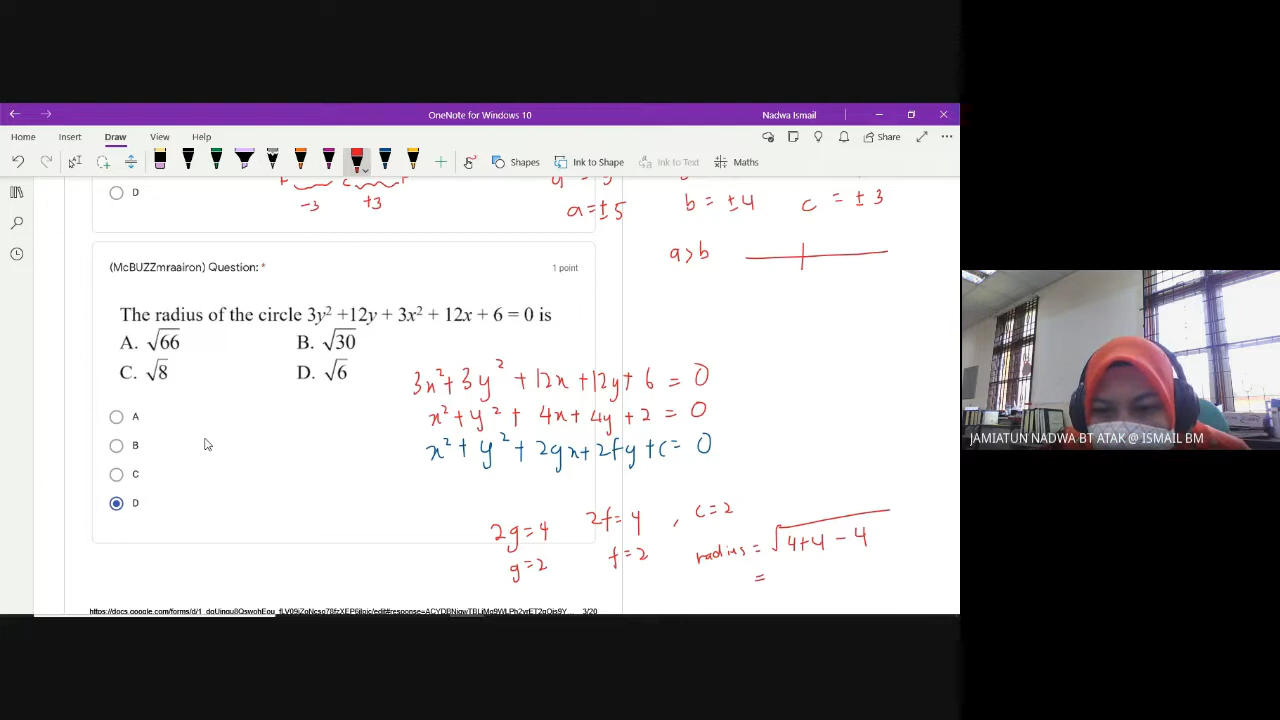 OneNote for Windows 10
Nadwa Ismail
Home Insert Draw View Help
Share
Shapes Ink to Shape Ink to Text Maths
D
-3 +3
a=±5
b = ±4 c = ±3
a>b
(McBUZZmraairon) Question: *
1 point
The radius of the circle 3y² +12y + 3x² + 12x + 6 = 0 is
A. √66 B. √30
C. √8 D. √6
3x²+3y²+12x+12y+6 = 0
x²+y²+ 4x+4y+2 = 0
x²+y²+2gx+2fy+c=0
A
B
C
D
2g=4 2f=4 , c=2
g=2 f=2 radius = √4+4-4
=
3/20
JAMIATUN NADWA BT ATAK @ ISMAIL BM